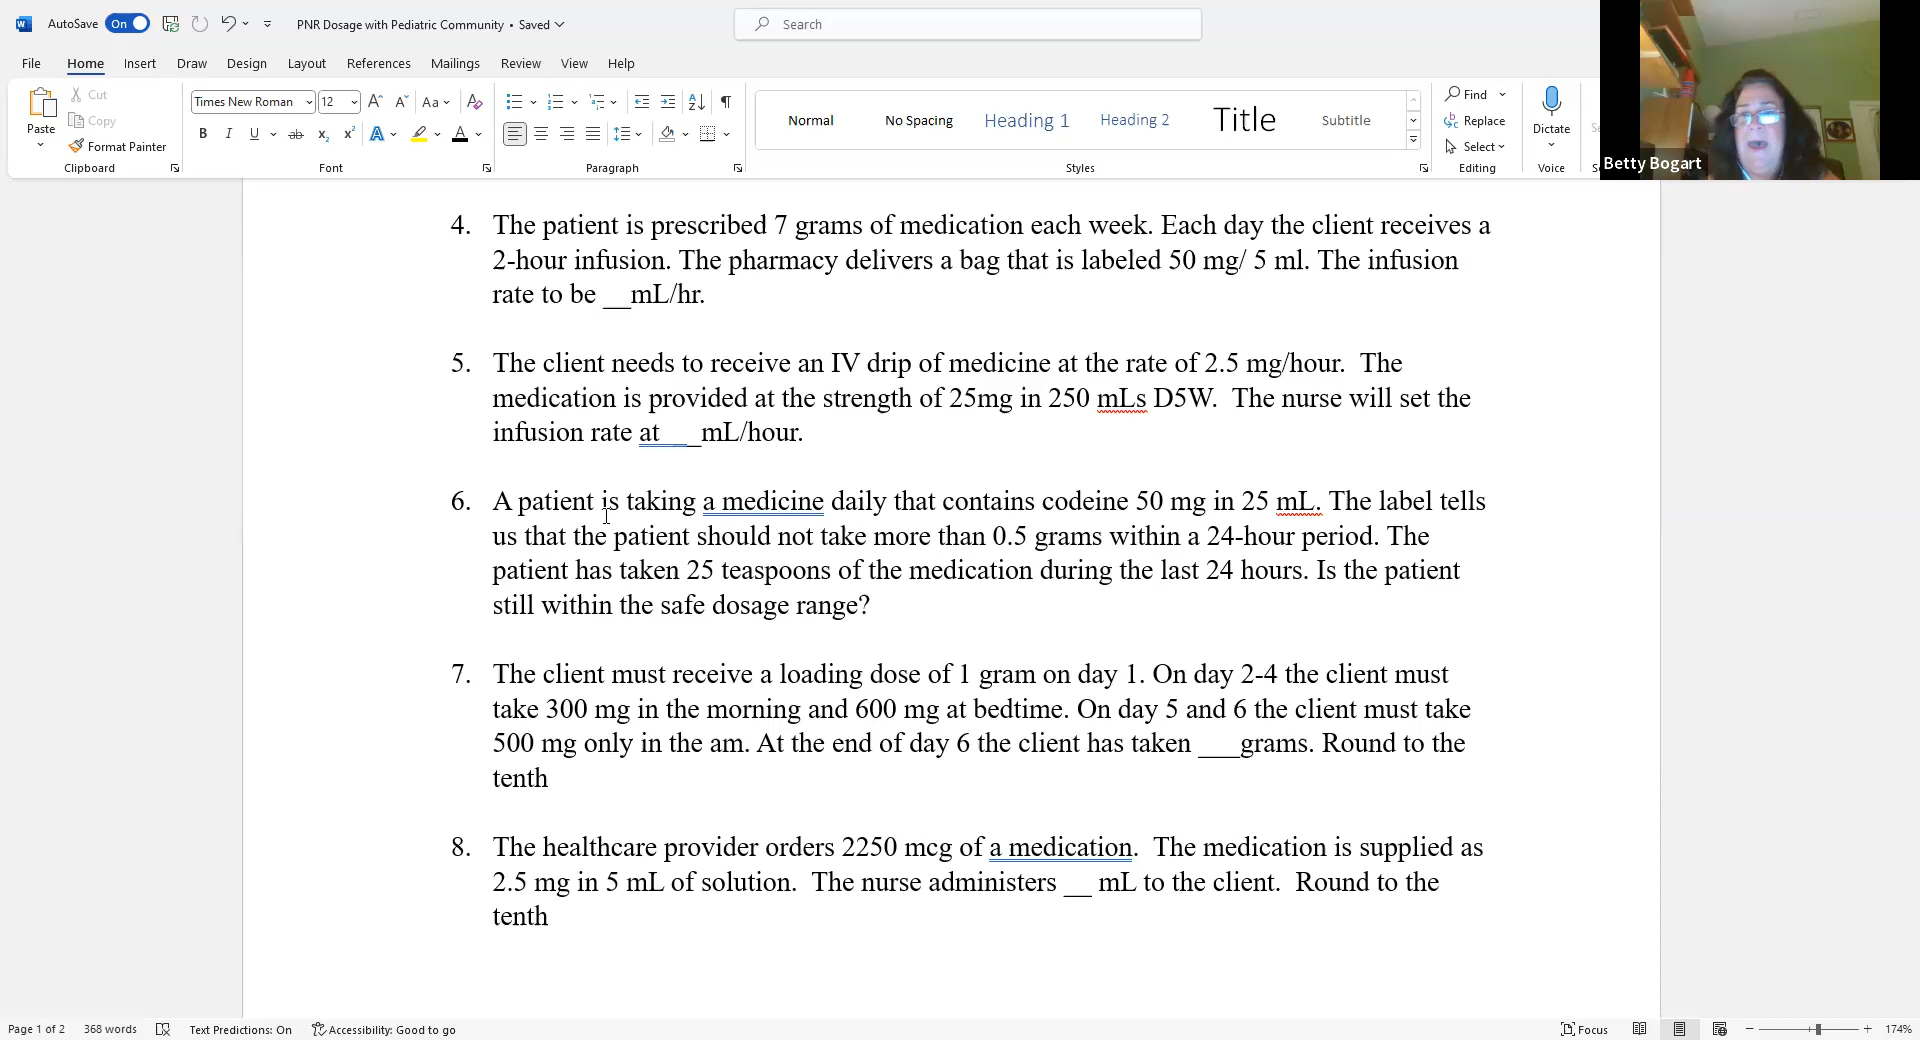 AutoSave On PNR Dosage with Pediatric Community • Saved Search
File Home Insert Draw Design Layout References Mailings Review View Help
Paste Cut Copy Format Painter Clipboard
Times New Roman 12 Aa Font
Paragraph
Normal No Spacing Heading 1 Heading 2 Title Subtitle Styles
Find Replace Select Editing
Dictate Voice
Betty Bogart
4. The patient is prescribed 7 grams of medication each week. Each day the client receives a
2-hour infusion. The pharmacy delivers a bag that is labeled 50 mg/ 5 ml. The infusion
rate to be __mL/hr.
5. The client needs to receive an IV drip of medicine at the rate of 2.5 mg/hour. The
medication is provided at the strength of 25mg in 250 mLs D5W. The nurse will set the
infusion rate at ___mL/hour.
6. A patient is taking a medicine daily that contains codeine 50 mg in 25 mL. The label tells
us that the patient should not take more than 0.5 grams within a 24-hour period. The
patient has taken 25 teaspoons of the medication during the last 24 hours. Is the patient
still within the safe dosage range?
7. The client must receive a loading dose of 1 gram on day 1. On day 2-4 the client must
take 300 mg in the morning and 600 mg at bedtime. On day 5 and 6 the client must take
500 mg only in the am. At the end of day 6 the client has taken ___grams. Round to the
tenth
8. The healthcare provider orders 2250 mcg of a medication. The medication is supplied as
2.5 mg in 5 mL of solution. The nurse administers __ mL to the client. Round to the
tenth
Page 1 of 2 368 words Text Predictions: On Accessibility: Good to go Focus 174%